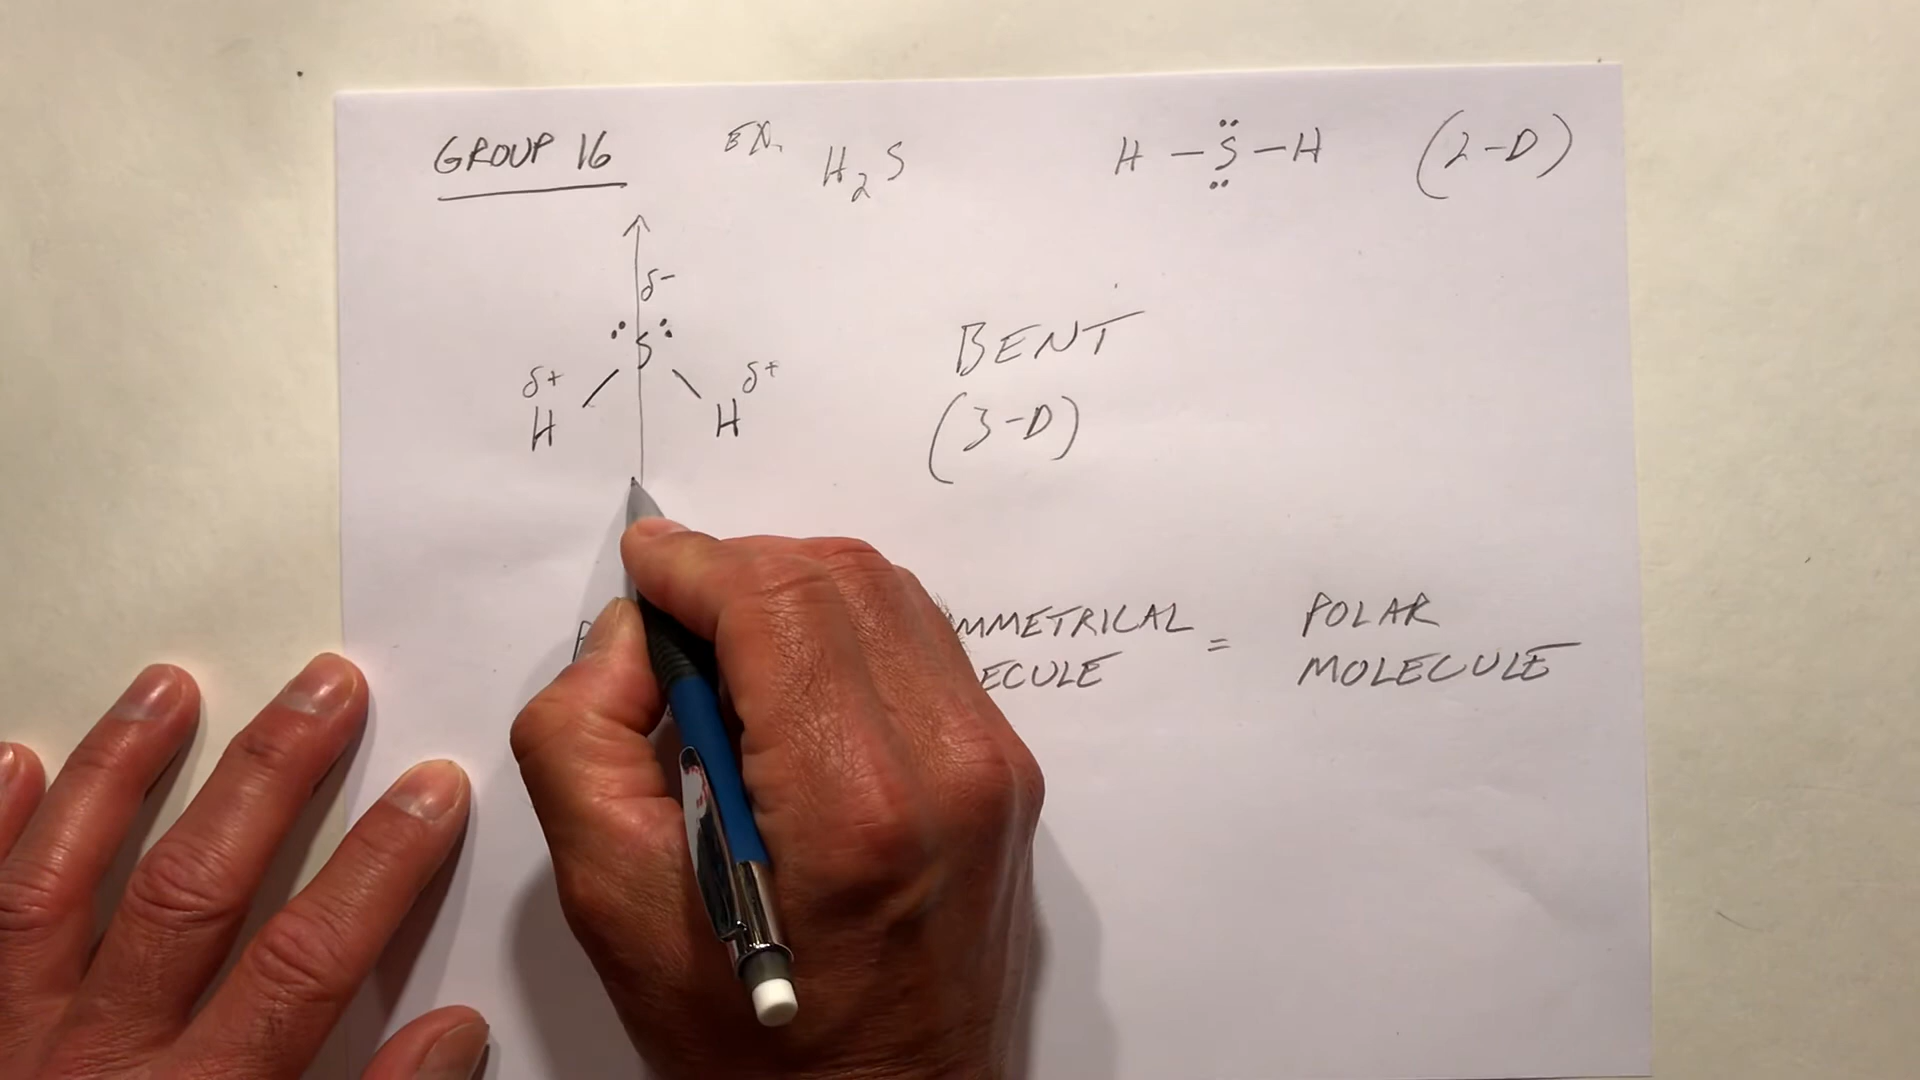 GROUP 16 EX. H2S H–S̈–H (2-D)
δ-
S
δ+ δ+
H H
BENT
(3-D)
MMETRICAL = POLAR
ECULE MOLECULE